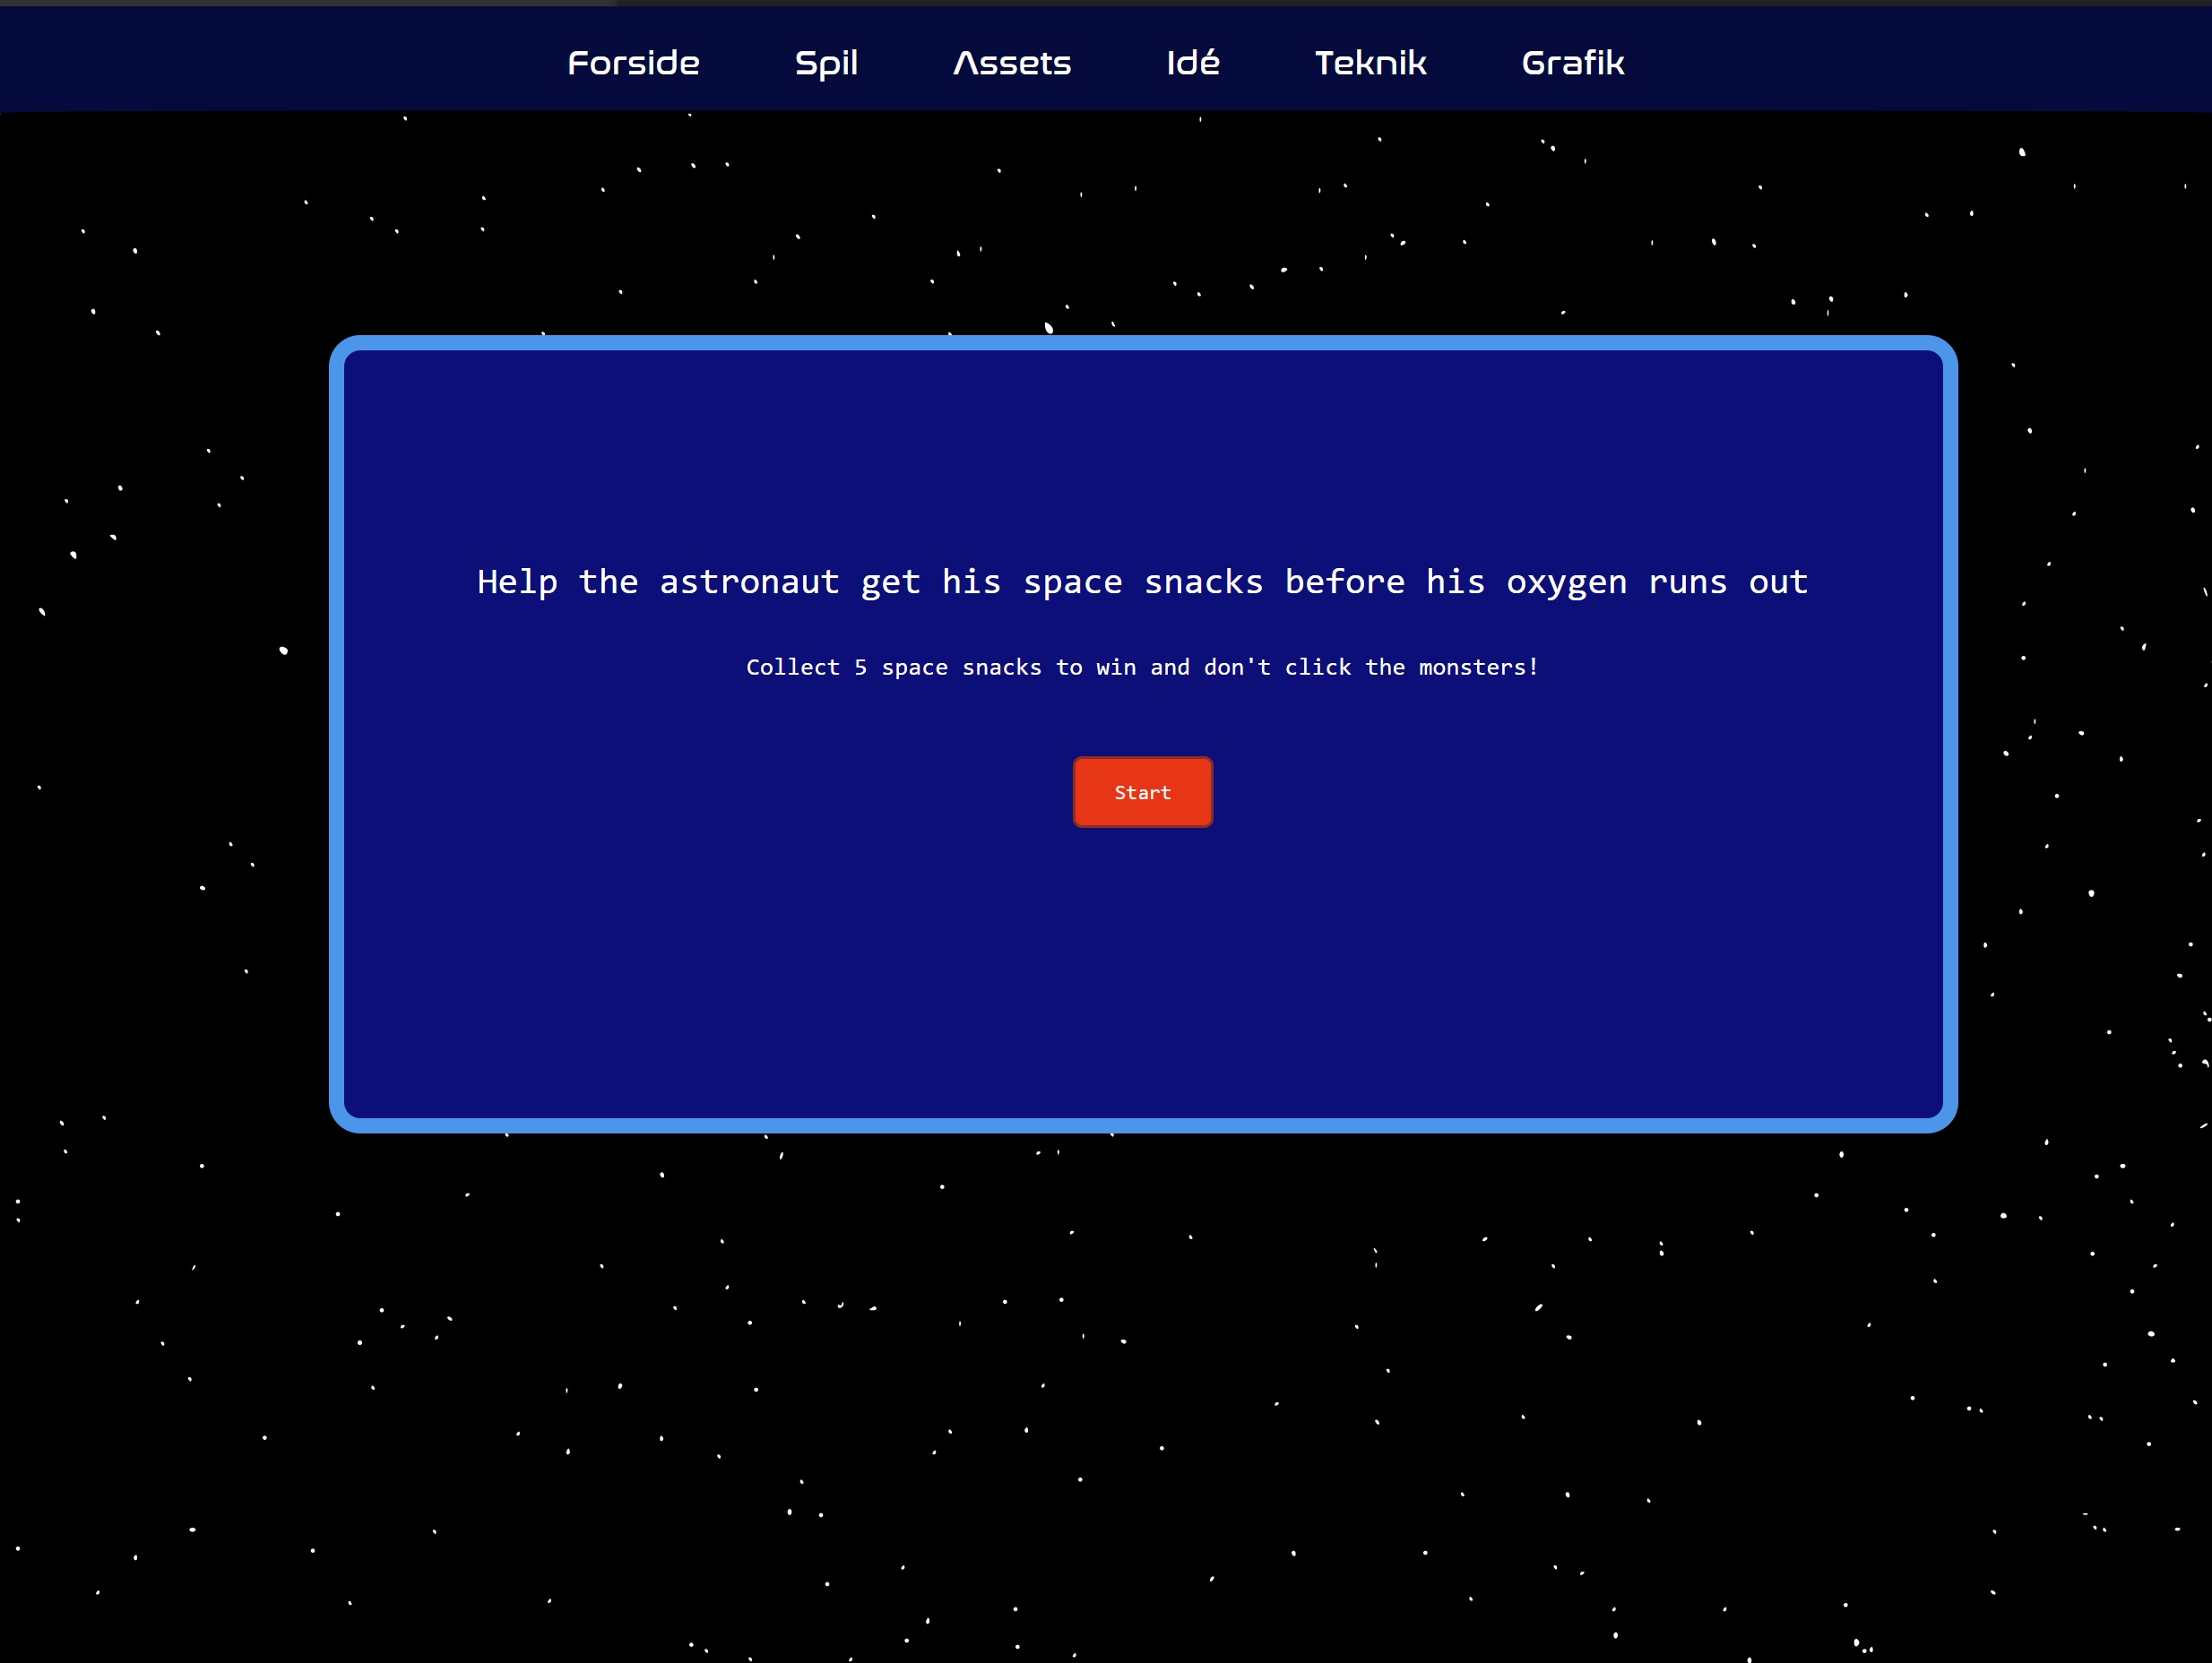 Forside Spil Assets Idé Teknik Grafik
Help the astronaut get his space snacks before his oxygen runs out
Collect 5 space snacks to win and don't click the monsters!
Start